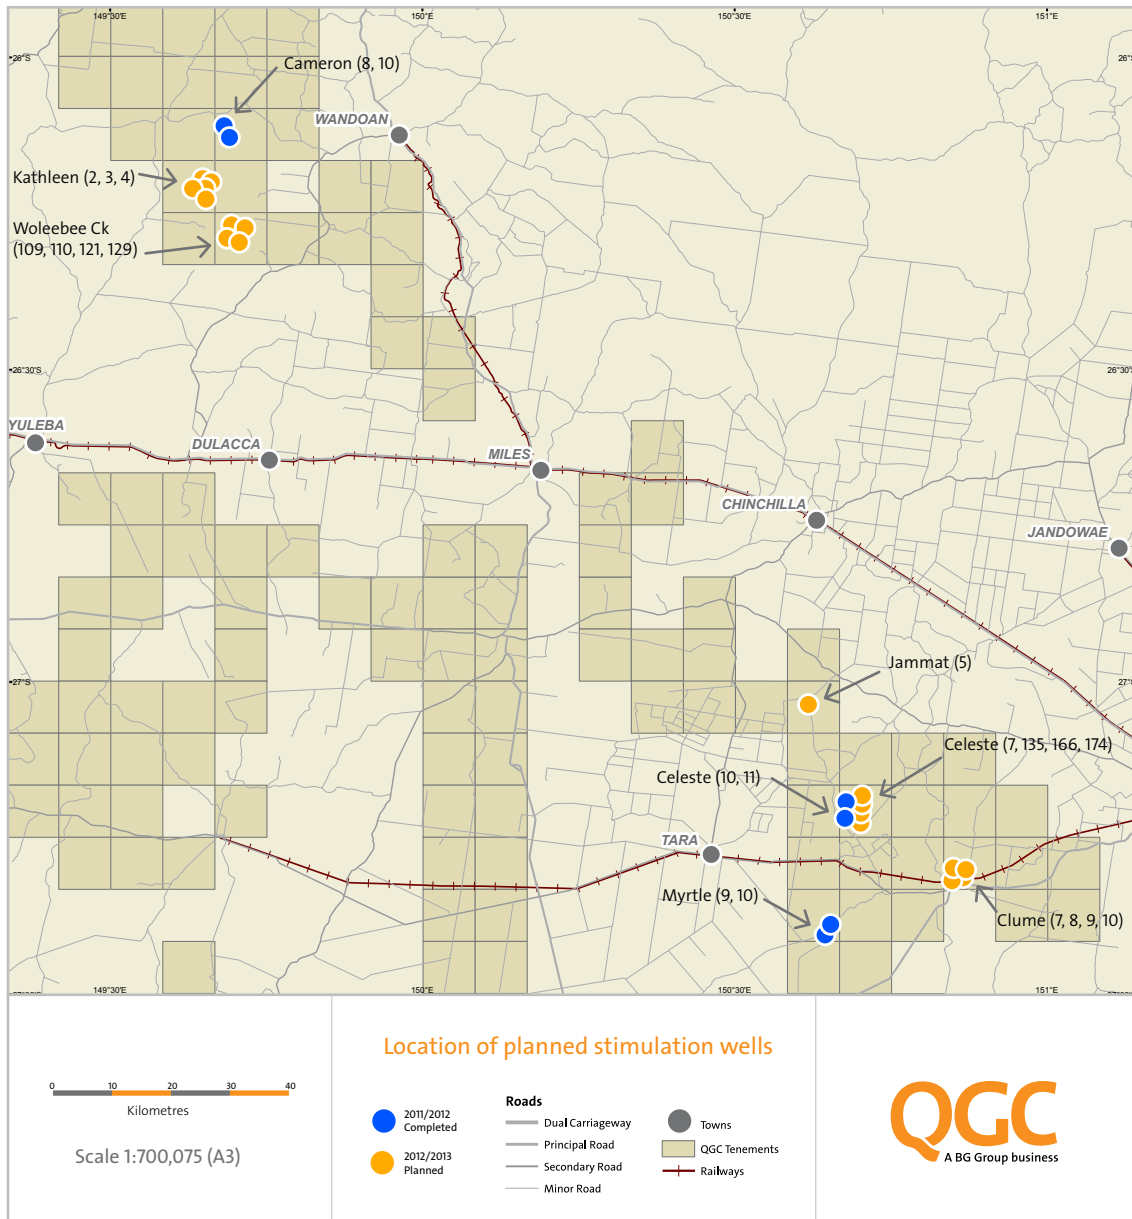 149°30'E
150°E
150°30'E
151°E
26°S
26°S
Cameron (8, 10)
WANDOAN
Kathleen (2, 3, 4)
Woleebee Ck
(109, 110, 121, 129)
26°30'S
26°30'S
YULEBA
DULACCA
MILES
CHINCHILLA
JANDOWAE
Jammat (5)
27°S
27°S
Celeste (7, 135, 166, 174)
Celeste (10, 11)
TARA
Myrtle (9, 10)
Clume (7, 8, 9, 10)
149°30'E
150°E
150°30'E
151°E
Location of planned stimulation wells
0 10 20 30 40
Kilometres
Scale 1:700,075 (A3)
2011/2012
Completed
2012/2013
Planned
Roads
Dual Carriageway
Principal Road
Secondary Road
Minor Road
Towns
QGC Tenements
Railways
QGC
A BG Group business